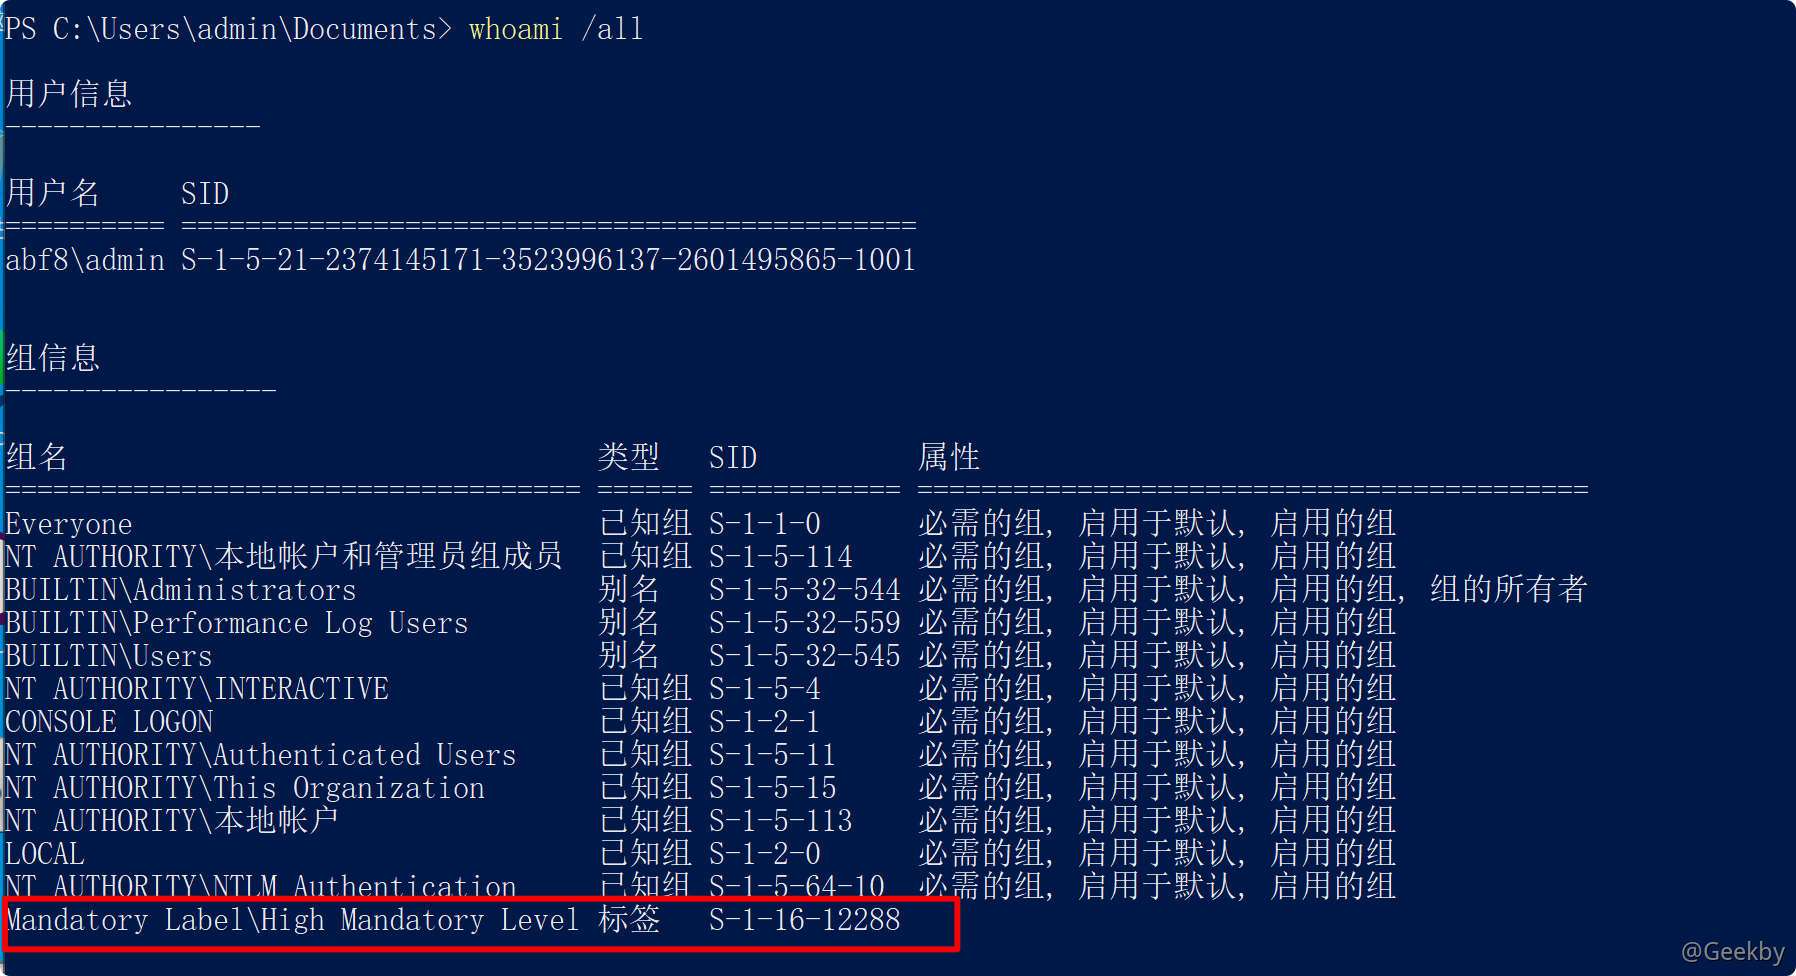 PS C:\Users\admin\Documents> whoami /all
用户信息
----------------
用户名     SID
========== ==============================================
abf8\admin S-1-5-21-2374145171-3523996137-2601495865-1001
组信息
-----------------
组名                                 类型   SID          属性
==================================== ====== ============ ==========================================
Everyone                             已知组 S-1-1-0      必需的组, 启用于默认, 启用的组
NT AUTHORITY\本地帐户和管理员组成员  已知组 S-1-5-114    必需的组, 启用于默认, 启用的组
BUILTIN\Administrators               别名   S-1-5-32-544 必需的组, 启用于默认, 启用的组, 组的所有者
BUILTIN\Performance Log Users        别名   S-1-5-32-559 必需的组, 启用于默认, 启用的组
BUILTIN\Users                        别名   S-1-5-32-545 必需的组, 启用于默认, 启用的组
NT AUTHORITY\INTERACTIVE             已知组 S-1-5-4      必需的组, 启用于默认, 启用的组
CONSOLE LOGON                        已知组 S-1-2-1      必需的组, 启用于默认, 启用的组
NT AUTHORITY\Authenticated Users     已知组 S-1-5-11     必需的组, 启用于默认, 启用的组
NT AUTHORITY\This Organization       已知组 S-1-5-15     必需的组, 启用于默认, 启用的组
NT AUTHORITY\本地帐户                已知组 S-1-5-113    必需的组, 启用于默认, 启用的组
LOCAL                                已知组 S-1-2-0      必需的组, 启用于默认, 启用的组
NT AUTHORITY\NTLM Authentication     已知组 S-1-5-64-10  必需的组, 启用于默认, 启用的组
Mandatory Label\High Mandatory Level 标签   S-1-16-12288
@Geekby